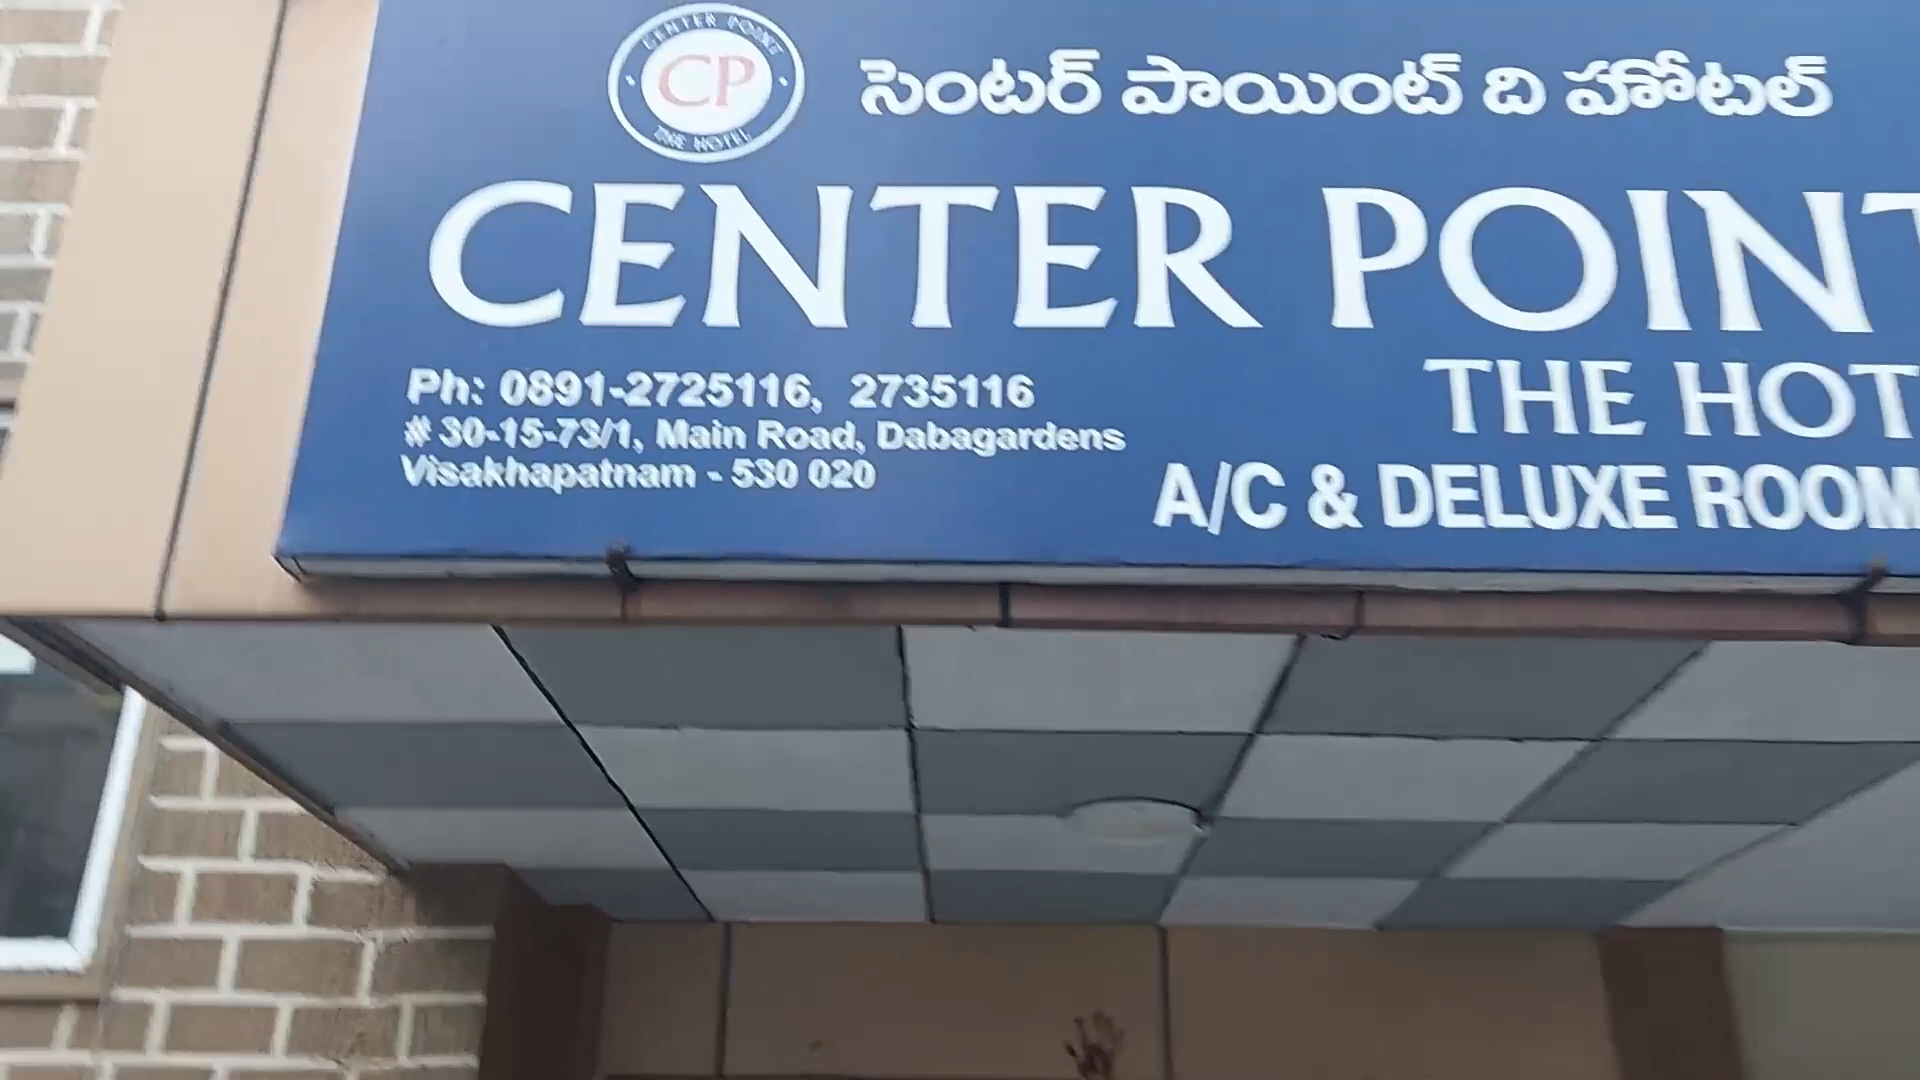 CENTER POINT
CP
THE HOTEL
సెంటర్ పాయింట్ ది హోటల్
CENTER POINT
THE HOT
A/C & DELUXE ROOM
Ph: 0891-2725116, 2735116
# 30-15-73/1, Main Road, Dabagardens
Visakhapatnam - 530 020